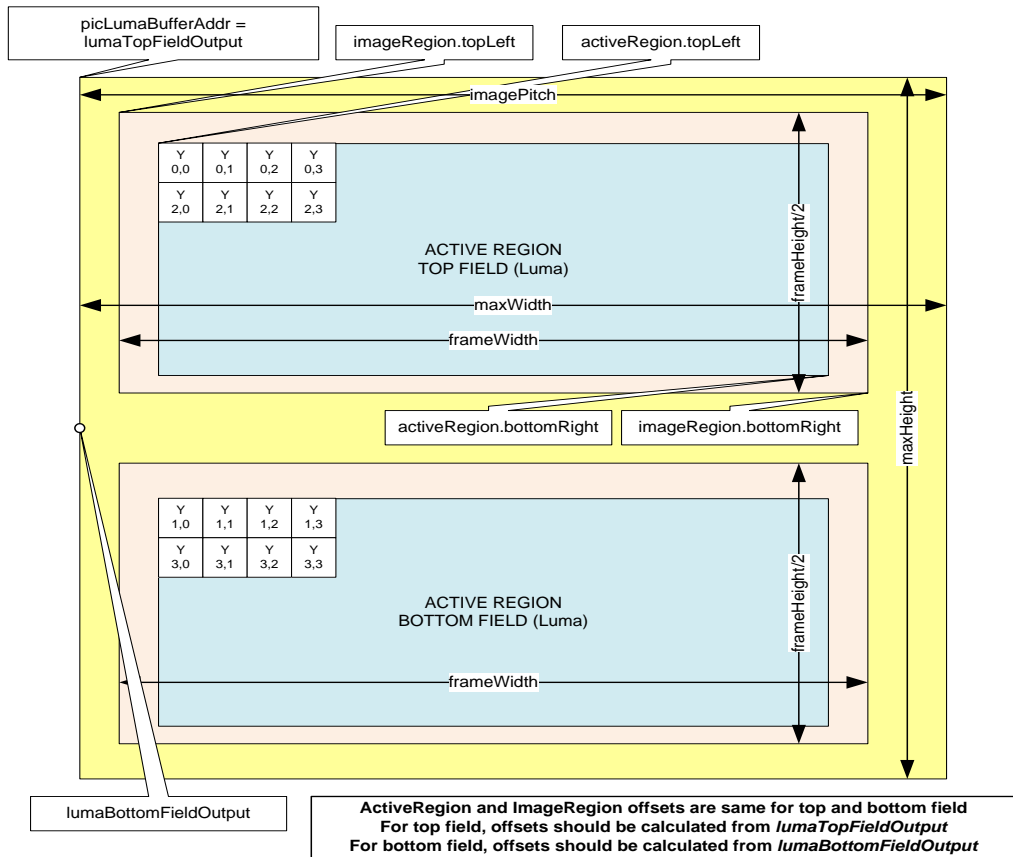 picLumaBufferAddr =
lumaTopFieldOutput
imageRegion.topLeft
activeRegion.topLeft
imagePitch
Y Y Y Y
0,0 0,1 0,2 0,3
Y Y Y Y
2,0 2,1 2,2 2,3
ACTIVE REGION
TOP FIELD (Luma)
frameHeight/2
maxWidth
frameWidth
activeRegion.bottomRight
imageRegion.bottomRight
maxHeight
Y Y Y Y
1,0 1,1 1,2 1,3
Y Y Y Y
3,0 3,1 3,2 3,3
ACTIVE REGION
BOTTOM FIELD (Luma)
frameHeight/2
frameWidth
lumaBottomFieldOutput
ActiveRegion and ImageRegion offsets are same for top and bottom field
For top field, offsets should be calculated from lumaTopFieldOutput
For bottom field, offsets should be calculated from lumaBottomFieldOutput